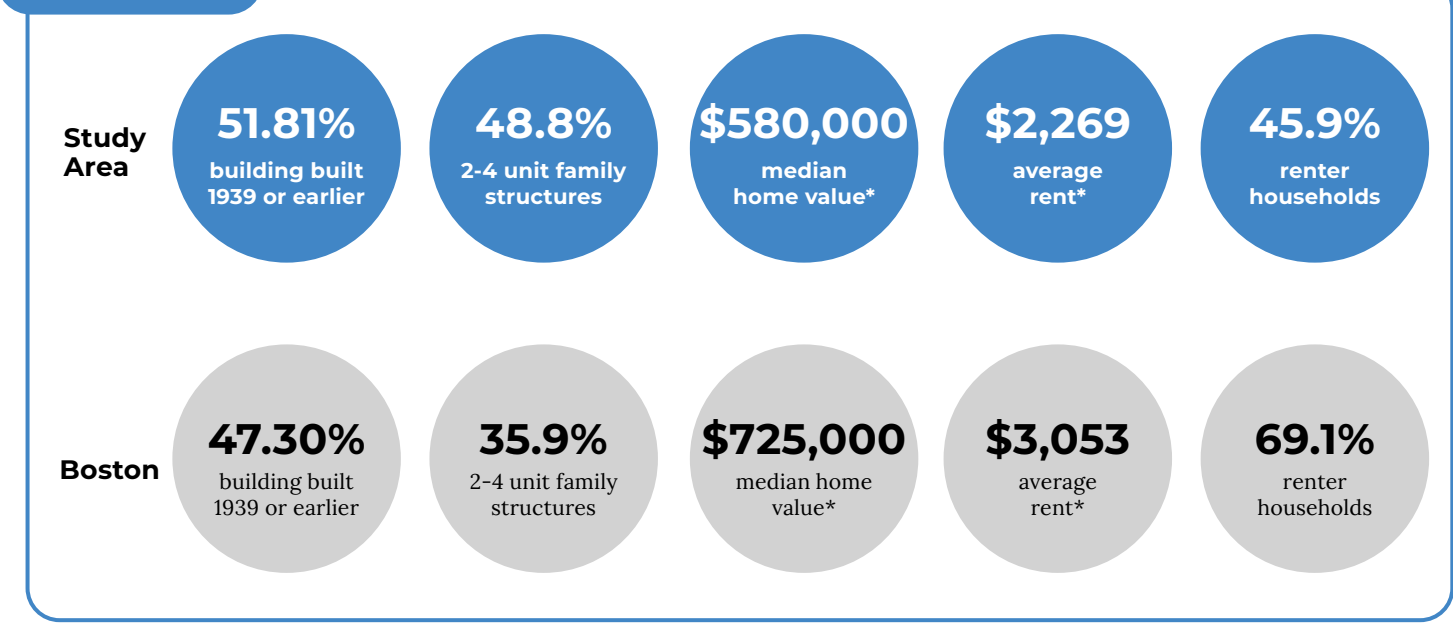 Study
Area
51.81%
building built
1939 or earlier
48.8%
2-4 unit family
structures
$580,000
median
home value*
$2,269
average
rent*
45.9%
renter
households
Boston
47.30%
building built
1939 or earlier
35.9%
2-4 unit family
structures
$725,000
median home
value*
$3,053
average
rent*
69.1%
renter
households